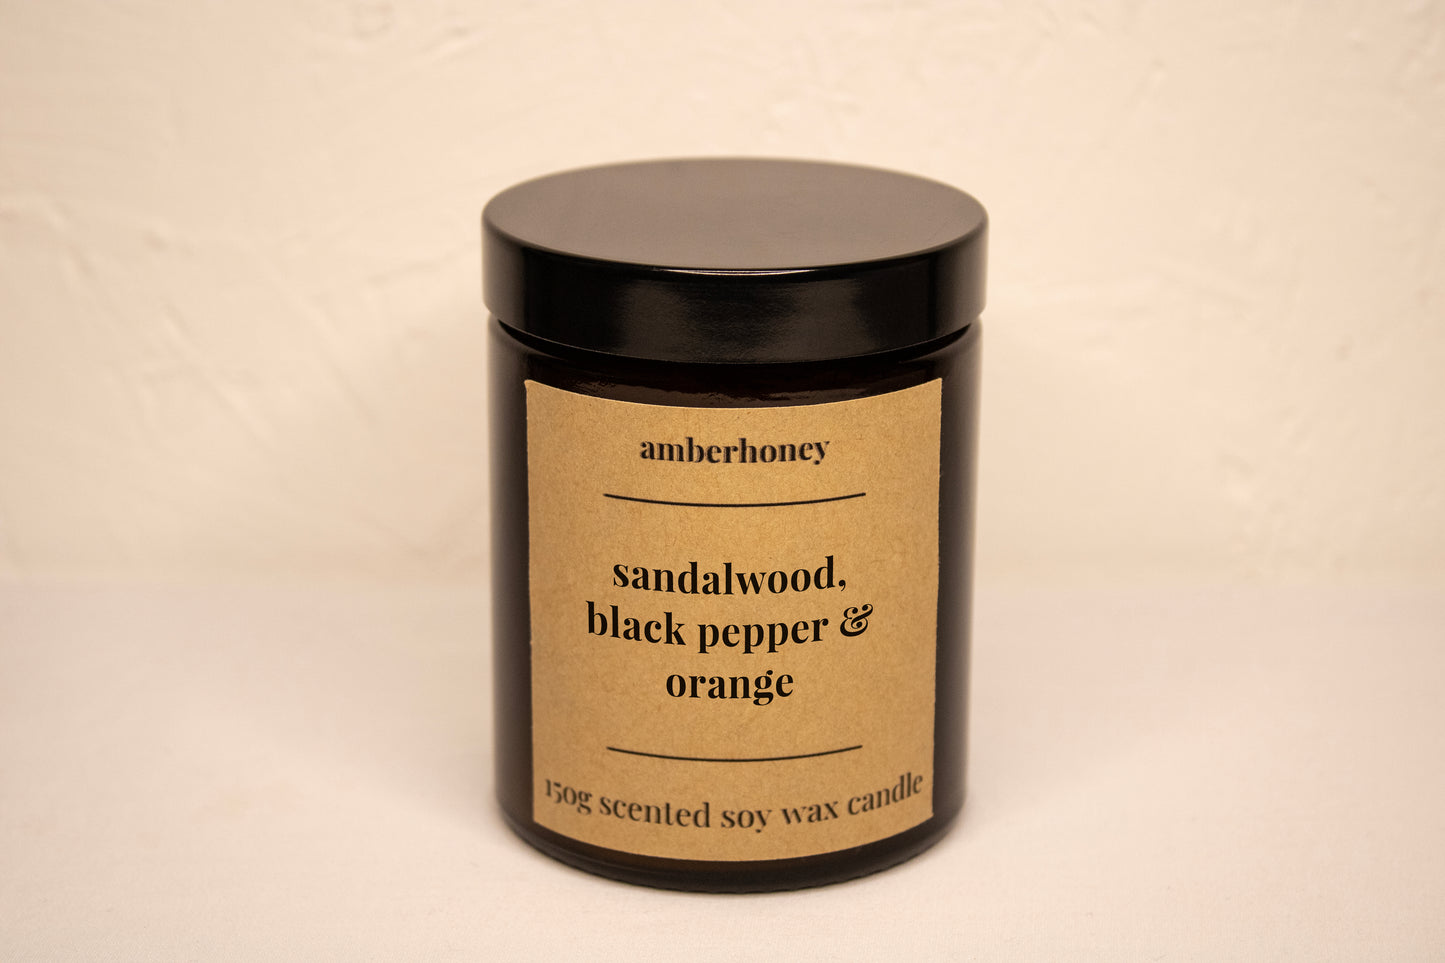 amberhoney
sandalwood,
black pepper &
orange
150g scented soy wax candle